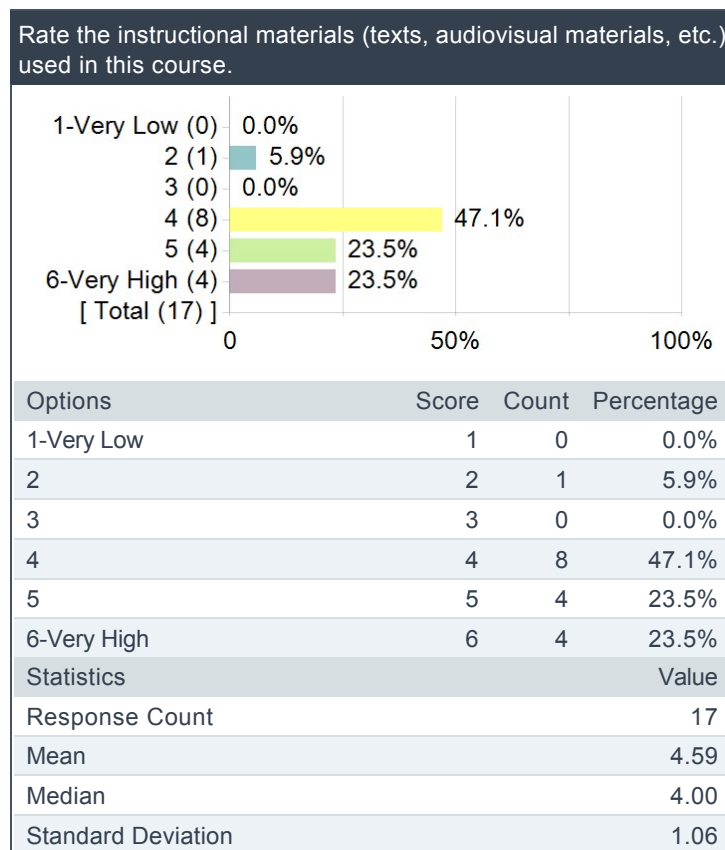 Rate the instructional materials (texts, audiovisual materials, etc.)
used in this course.
1-Very Low (0) 0.0%
2 (1) 5.9%
3 (0) 0.0%
4 (8) 47.1%
5 (4) 23.5%
6-Very High (4) 23.5%
[ Total (17) ]
0 50% 100%
Options Score Count Percentage
1-Very Low 1 0 0.0%
2 2 1 5.9%
3 3 0 0.0%
4 4 8 47.1%
5 5 4 23.5%
6-Very High 6 4 23.5%
Statistics Value
Response Count 17
Mean 4.59
Median 4.00
Standard Deviation 1.06